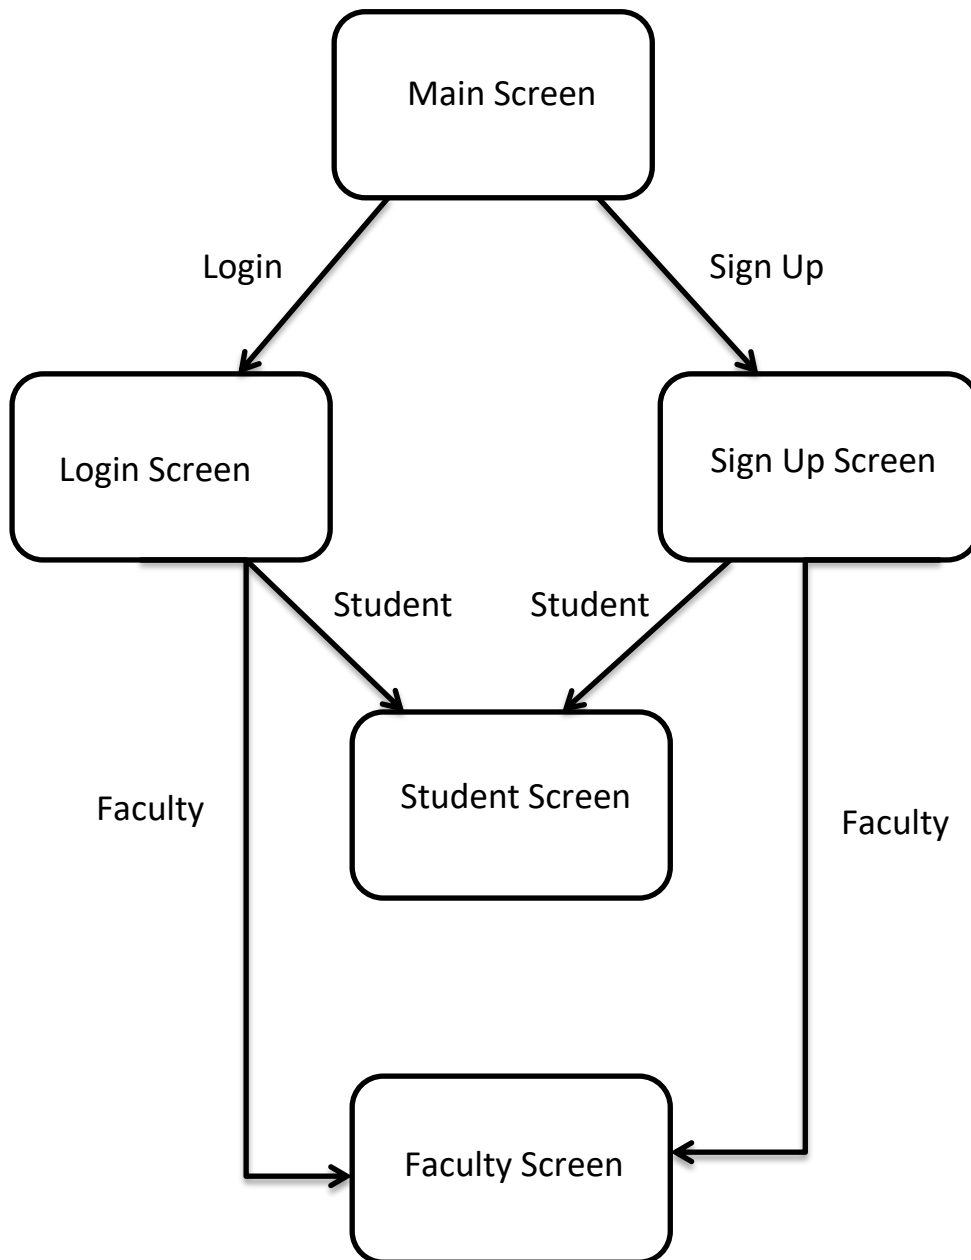 Main Screen
Login
Sign Up
Login Screen
Sign Up Screen
Student
Student
Student Screen
Faculty
Faculty
Faculty Screen